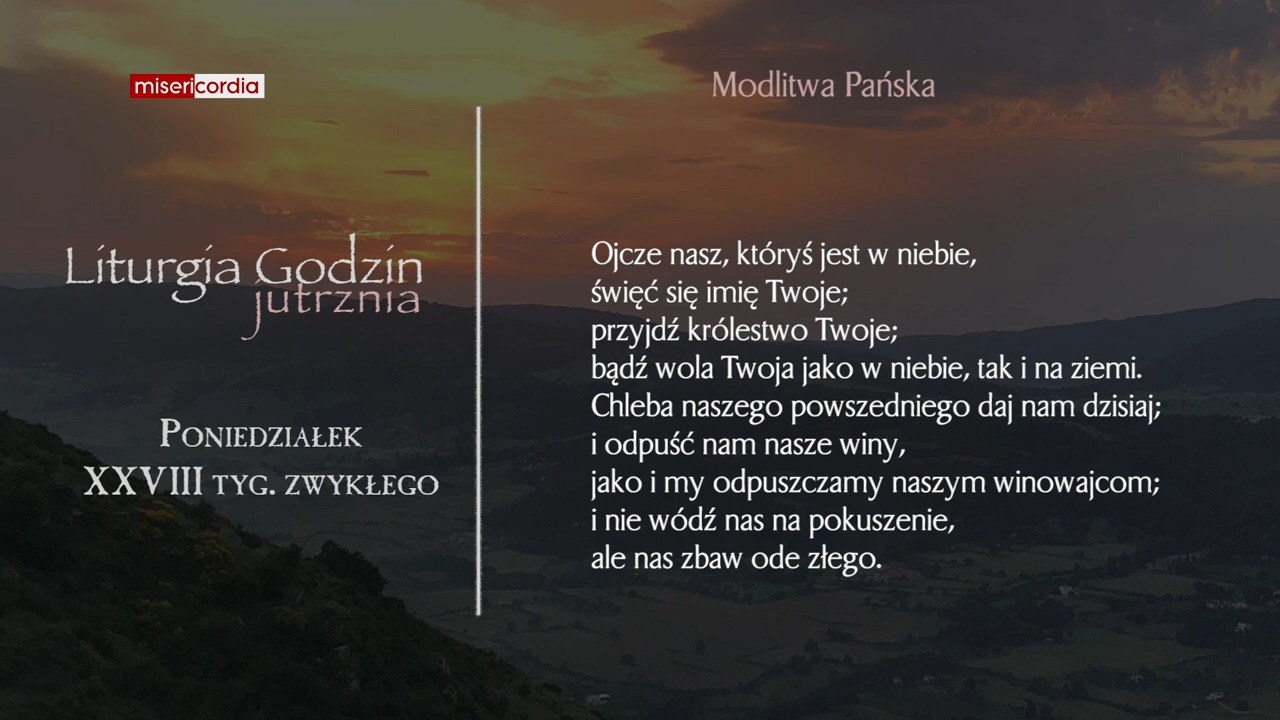 misericordia
Liturgia Godzin
jutrznia
Poniedziałek
XXVIII tyg. zwykłego
Modlitwa Pańska
Ojcze nasz, któryś jest w niebie,
święć się imię Twoje;
przyjdź królestwo Twoje;
bądź wola Twoja jako w niebie, tak i na ziemi.
Chleba naszego powszedniego daj nam dzisiaj;
i odpuść nam nasze winy,
jako i my odpuszczamy naszym winowajcom;
i nie wódź nas na pokuszenie,
ale nas zbaw ode złego.